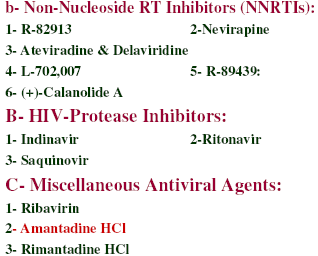 b- Non-Nucleoside RT Inhibitors (NNRTIs):
1- R-82913 2-Nevirapine
3- Ateviradine & Delaviridine
4- L-702,007 5- R-89439:
6- (+)-Calanolide A
B- HIV-Protease Inhibitors:
1- Indinavir 2-Ritonavir
3- Saquinovir
C- Miscellaneous Antiviral Agents:
1- Ribavirin
2- Amantadine HCl
3- Rimantadine HCl